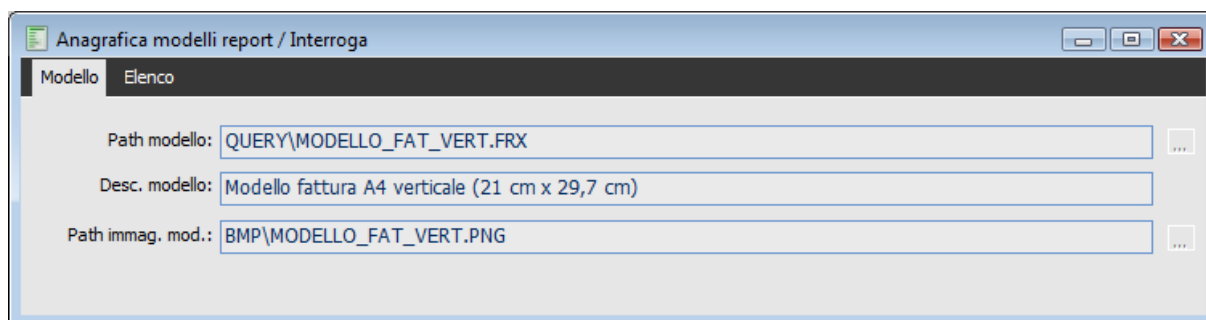 Anagrafica modelli report / Interroga
Modello Elenco
Path modello: QUERY\MODELLO_FAT_VERT.FRX ...
Desc. modello: Modello fattura A4 verticale (21 cm x 29,7 cm)
Path immag. mod.: BMP\MODELLO_FAT_VERT.PNG ...